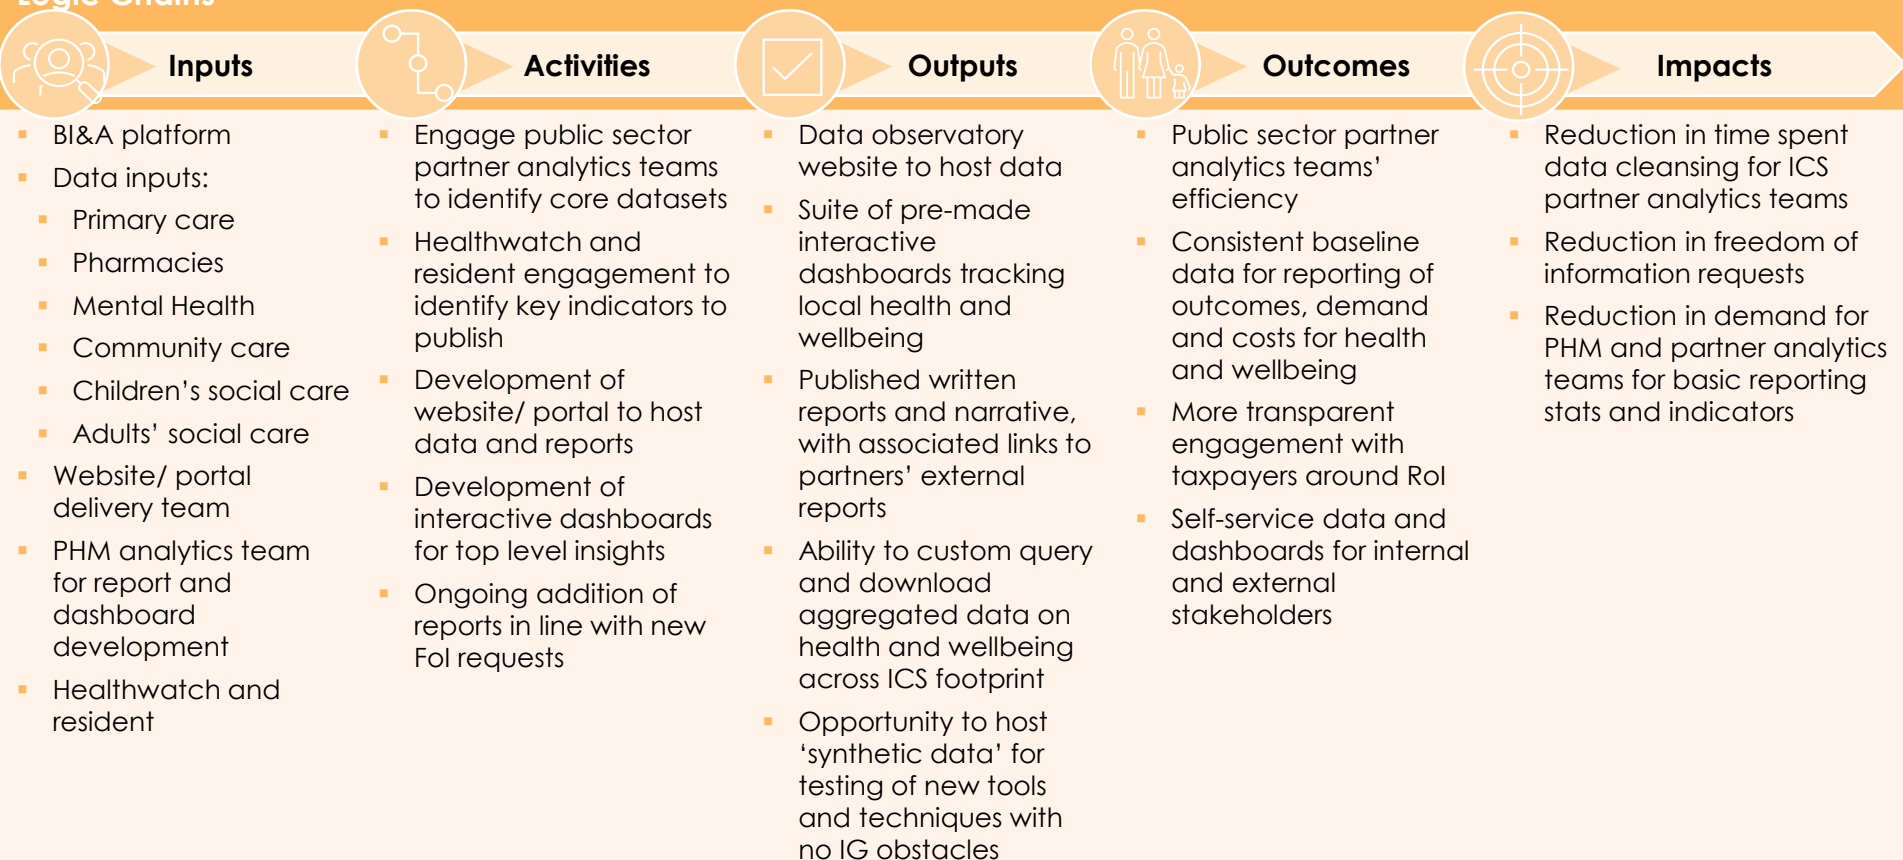 Logic Chains
Inputs
BI&A platform
Data inputs:
Primary care
Pharmacies
Mental Health
Community care
Children's social care
Adults' social care
Website/ portal
delivery team
PHM analytics team
for report and
dashboard
development
Healthwatch and
resident
Activities
Engage public sector
partner analytics teams
to identify core datasets
Healthwatch and
resident engagement to
identify key indicators to
publish
Development of
website/ portal to host
data and reports
Development of
interactive dashboards
for top level insights
Ongoing addition of
reports in line with new
FoI requests
Outputs
Data observatory
website to host data
Suite of pre-made
interactive
dashboards tracking
local health and
wellbeing
Published written
reports and narrative,
with associated links to
partners' external
reports
Ability to custom query
and download
aggregated data on
health and wellbeing
across ICS footprint
Opportunity to host
'synthetic data' for
testing of new tools
and techniques with
no IG obstacles
Outcomes
Public sector partner
analytics teams'
efficiency
Consistent baseline
data for reporting of
outcomes, demand
and costs for health
and wellbeing
More transparent
engagement with
taxpayers around RoI
Self-service data and
dashboards for internal
and external
stakeholders
Impacts
Reduction in time spent
data cleansing for ICS
partner analytics teams
Reduction in freedom of
information requests
Reduction in demand for
PHM and partner analytics
teams for basic reporting
stats and indicators